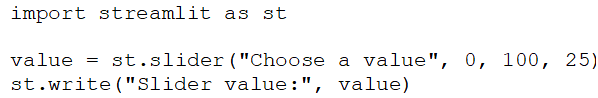 import streamlit as st
value = st.slider("Choose a value", 0, 100, 25)
st.write("Slider value:", value)